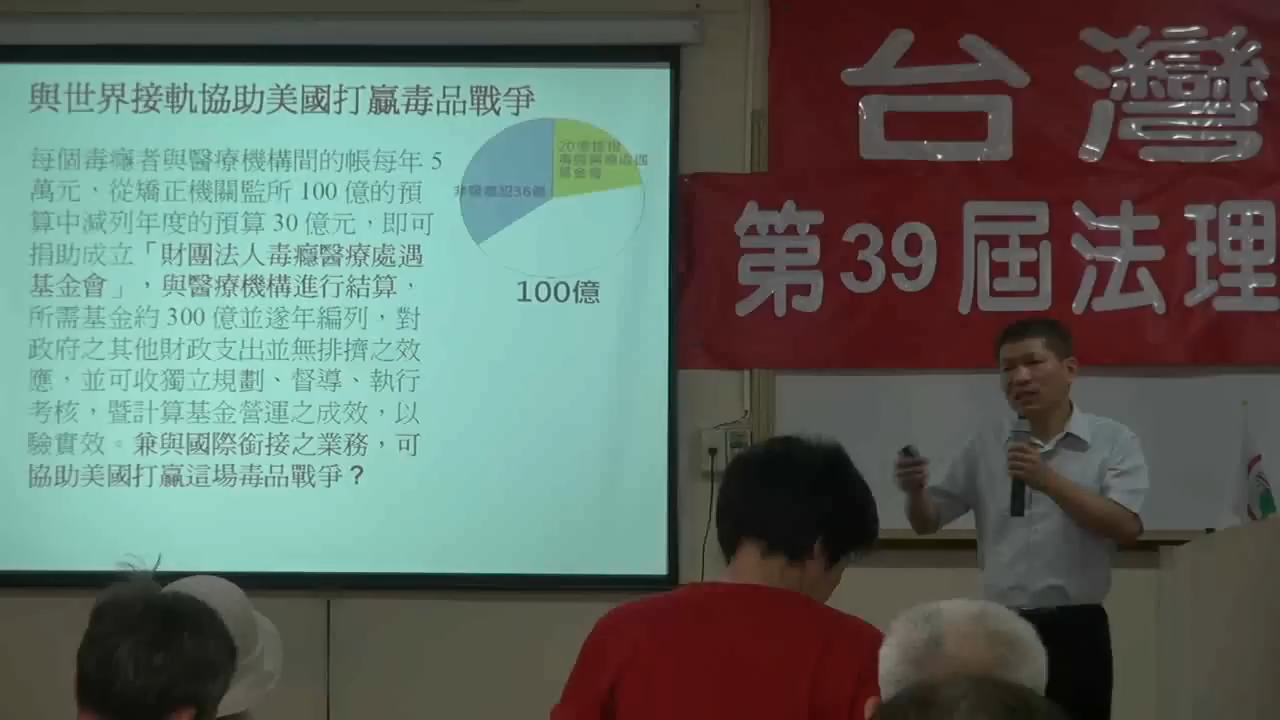 與世界接軌協助美國打贏毒品戰爭
每個毒癮者與醫療機構間的帳每年 5
萬元，從矯正機關監所 100 億的預
算中減列年度的預算 30 億元，即可
捐助成立「財團法人毒癮醫療處遇
基金會」，與醫療機構進行結算，
所需基金約 300 億並遂年編列，對
政府之其他財政支出並無排擠之效
應，並可收獨立規劃、督導、執行
考核，暨計算基金營運之成效，以
驗實效。兼與國際銜接之業務，可
協助美國打贏這場毒品戰爭？
基金會
100億
台灣
第39屆法理